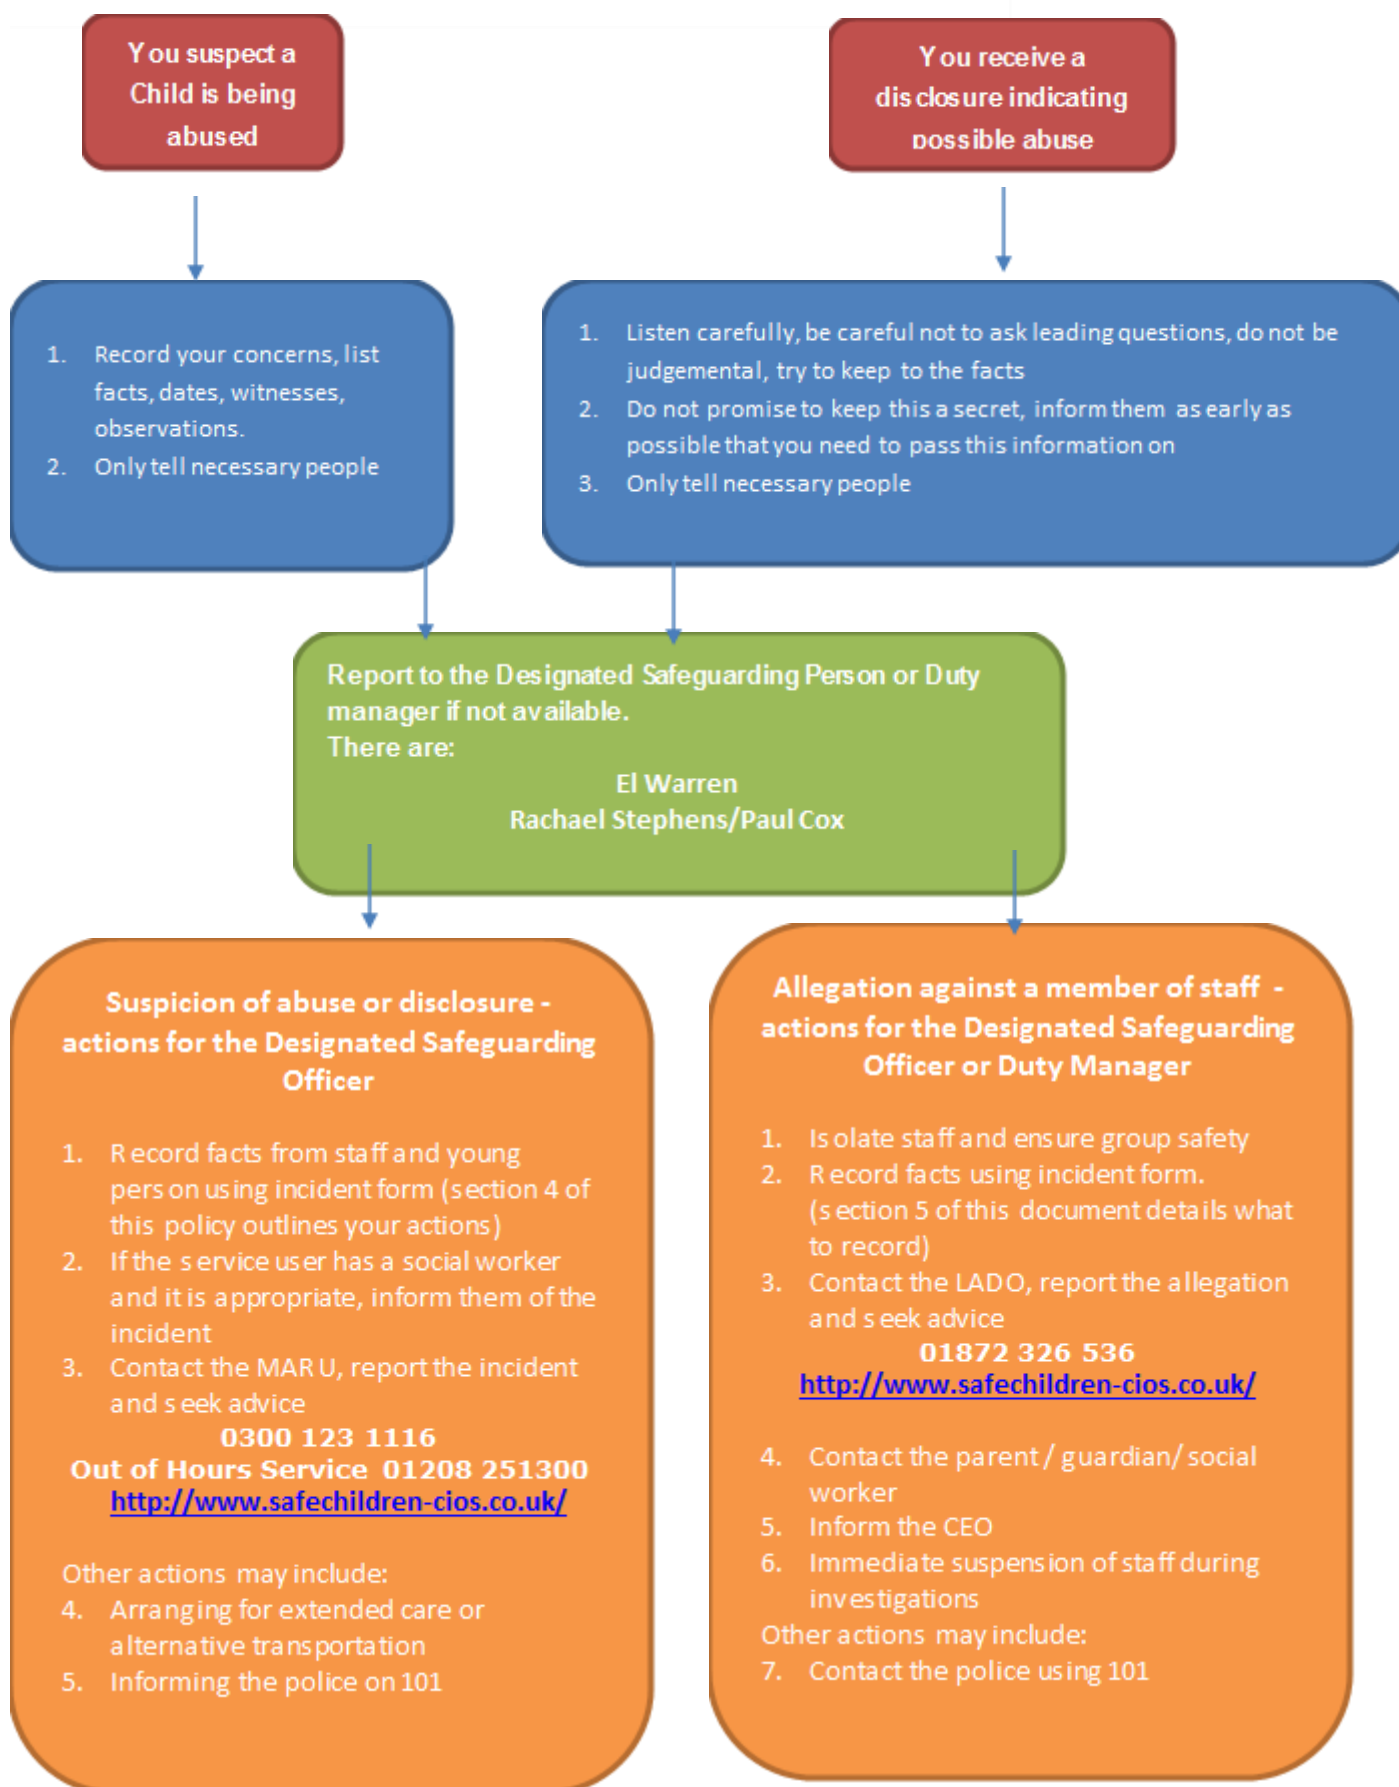 You suspect a
Child is being
abused
You receive a
disclosure indicating
possible abuse
1. Record your concerns, list
facts, dates, witnesses,
observations.
2. Only tell necessary people
1. Listen carefully, be careful not to ask leading questions, do not be
judgemental, try to keep to the facts
2. Do not promise to keep this a secret, inform them as early as
possible that you need to pass this information on
3. Only tell necessary people
Report to the Designated Safeguarding Person or Duty
manager if not available.
There are:
El Warren
Rachael Stephens/Paul Cox
Suspicion of abuse or disclosure -
actions for the Designated Safeguarding
Officer
1. Record facts from staff and young
person using incident form (section 4 of
this policy outlines your actions)
2. If the service user has a social worker
and it is appropriate, inform them of the
incident
3. Contact the MARU, report the incident
and seek advice
0300 123 1116
Out of Hours Service 01208 251300
http://www.safechildren-cios.co.uk/
Other actions may include:
4. Arranging for extended care or
alternative transportation
5. Informing the police on 101
Allegation against a member of staff -
actions for the Designated Safeguarding
Officer or Duty Manager
1. Isolate staff and ensure group safety
2. Record facts using incident form.
(section 5 of this document details what
to record)
3. Contact the LADO, report the allegation
and seek advice
01872 326 536
http://www.safechildren-cios.co.uk/
4. Contact the parent / guardian/ social
worker
5. Inform the CEO
6. Immediate suspension of staff during
investigations
Other actions may include:
7. Contact the police using 101